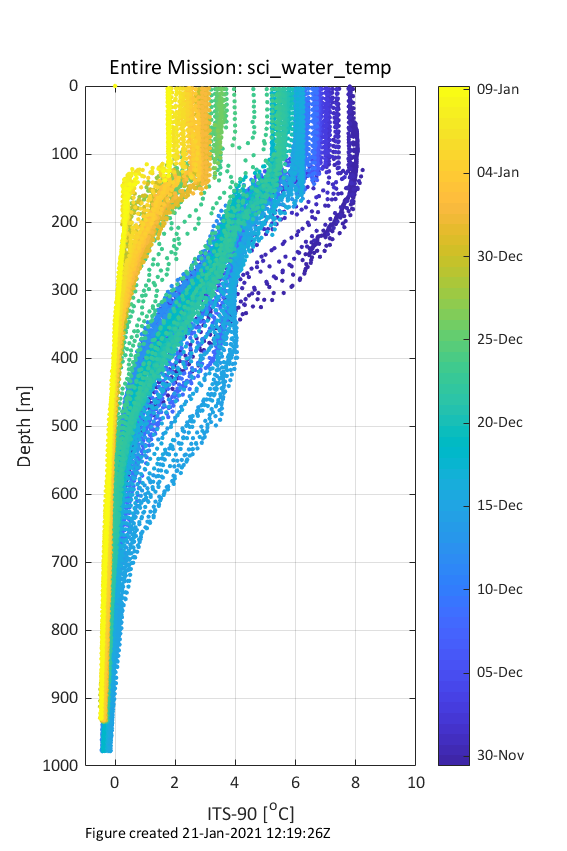 Entire Mission: sci_water_temp
0
100
200
300
400
500
600
700
800
900
1000
Depth [m]
0 2 4 6 8 10
ITS-90 [°C]
Figure created 21-Jan-2021 12:19:26Z
09-Jan
04-Jan
30-Dec
25-Dec
20-Dec
15-Dec
10-Dec
05-Dec
30-Nov